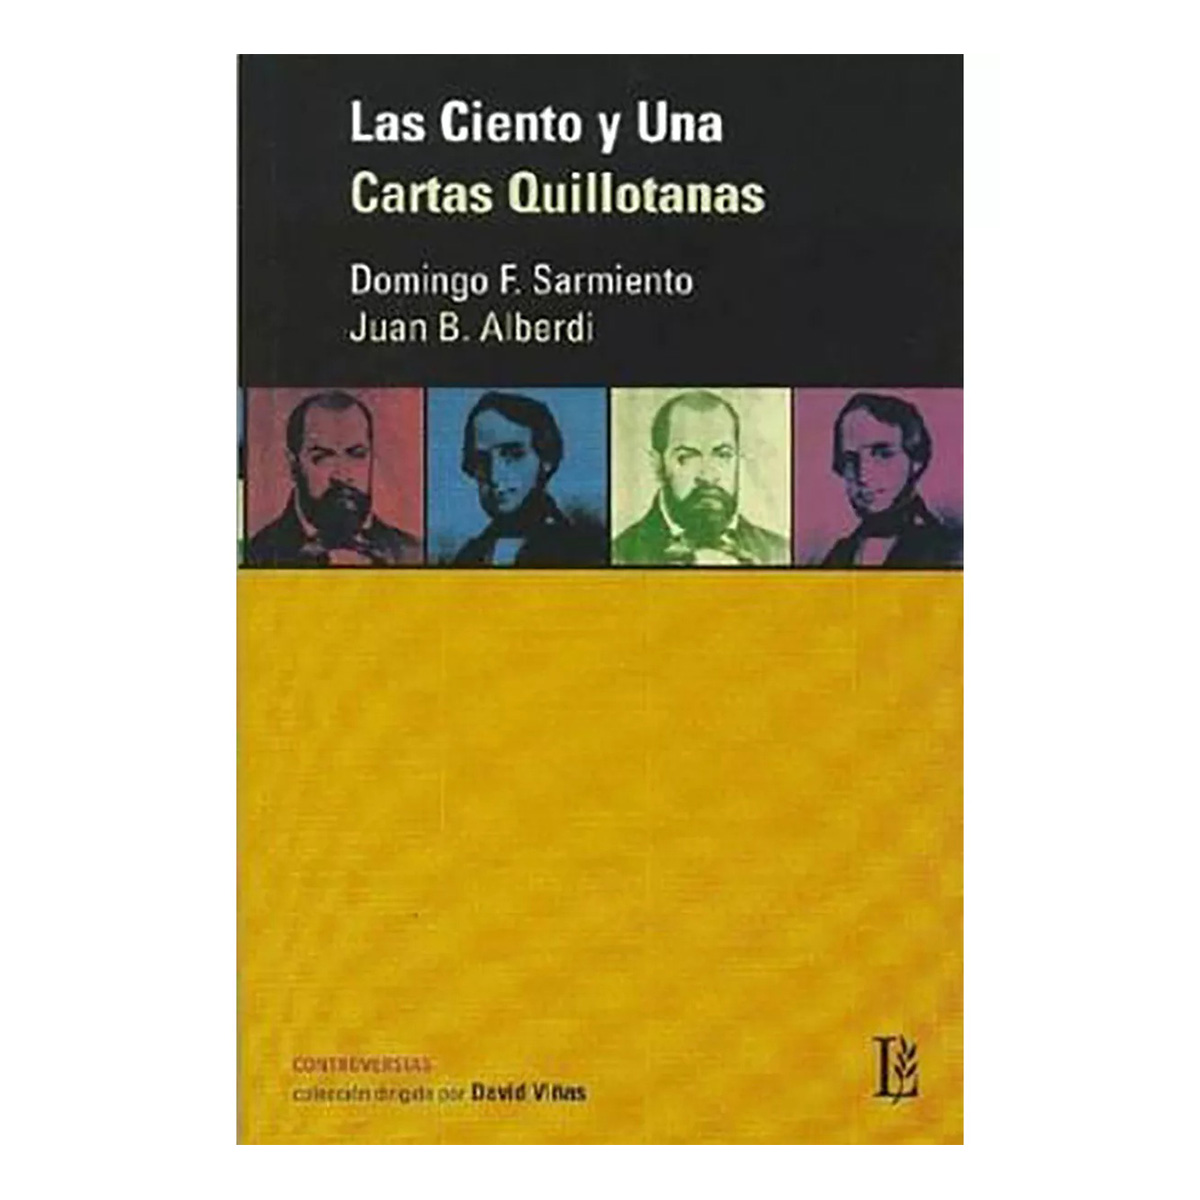 Las Ciento y Una
Cartas Quillotanas
Domingo F. Sarmiento
Juan B. Alberdi
CONTROVERSIAS
colección dirigida por David Viñas
L